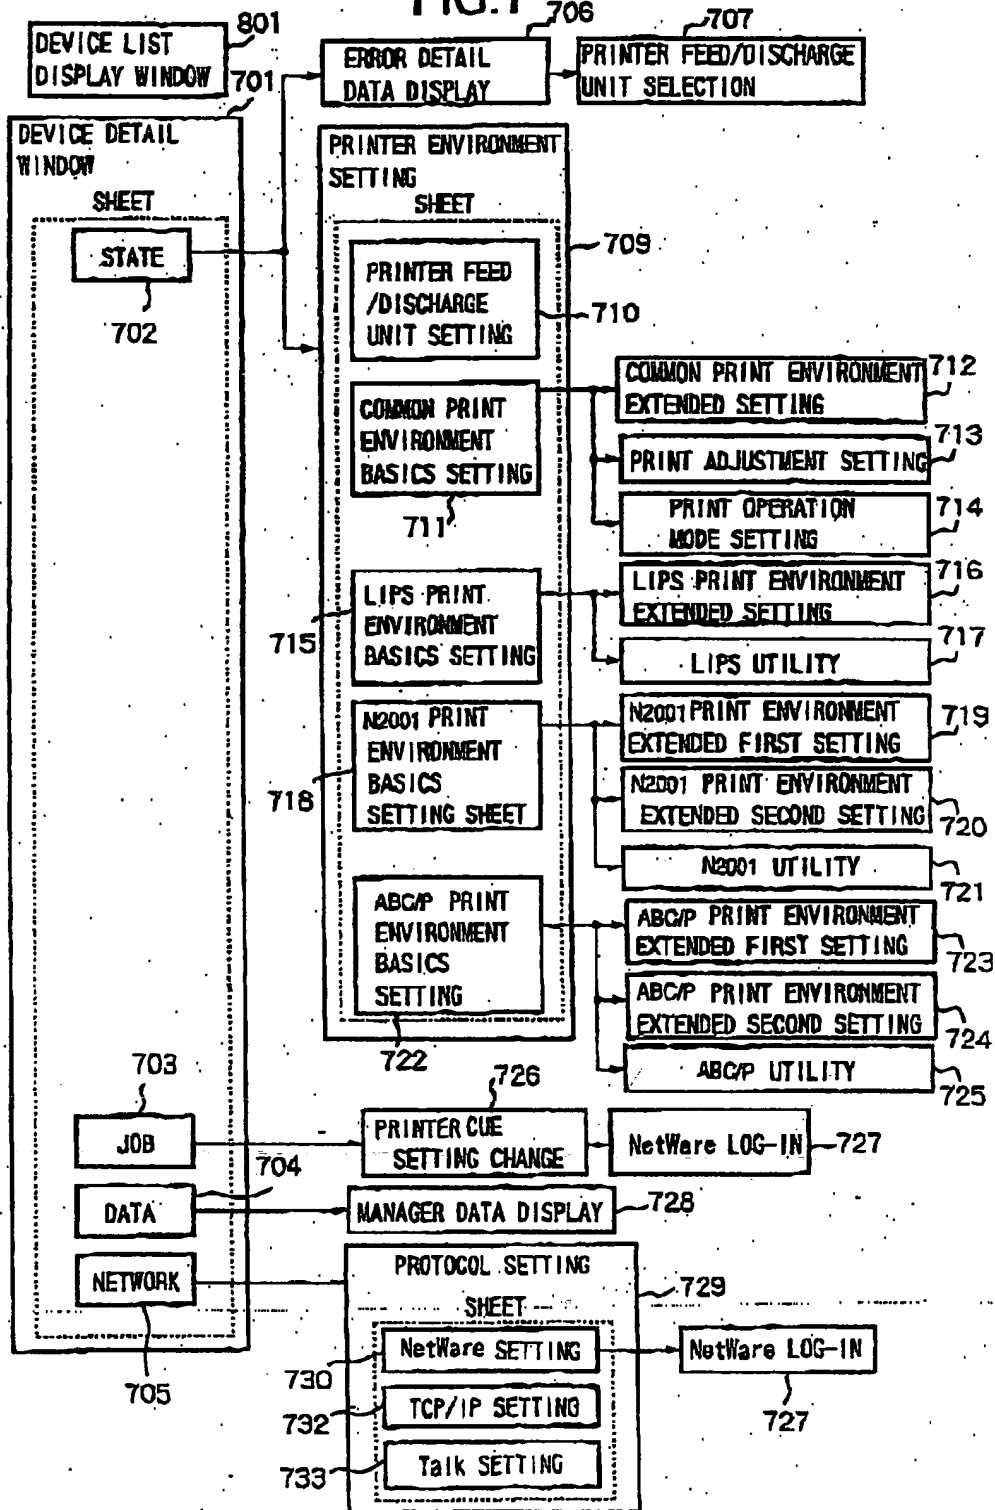 FIG.7
801
DEVICE LIST
DISPLAY WINDOW
701
706
ERROR DETAIL
DATA DISPLAY
707
PRINTER FEED/DISCHARGE
UNIT SELECTION
DEVICE DETAIL
WINDOW
SHEET
STATE
702
PRINTER ENVIRONMENT
SETTING
SHEET
709
PRINTER FEED
/DISCHARGE
UNIT SETTING
710
COMMON PRINT
ENVIRONMENT
BASICS SETTING
711
COMMON PRINT ENVIRONMENT
EXTENDED SETTING
712
PRINT ADJUSTMENT SETTING
713
PRINT OPERATION
MODE SETTING
714
LIPS PRINT
ENVIRONMENT
BASICS SETTING
715
LIPS PRINT ENVIRONMENT
EXTENDED SETTING
716
LIPS UTILITY
717
N2001 PRINT
ENVIRONMENT
BASICS
SETTING SHEET
718
N2001 PRINT ENVIRONMENT
EXTENDED FIRST SETTING
719
N2001 PRINT ENVIRONMENT
EXTENDED SECOND SETTING
720
N2001 UTILITY
721
ABC/P PRINT
ENVIRONMENT
BASICS
SETTING
722
ABC/P PRINT ENVIRONMENT
EXTENDED FIRST SETTING
723
ABC/P PRINT ENVIRONMENT
EXTENDED SECOND SETTING
724
ABC/P UTILITY
725
703
JOB
726
PRINTER CUE
SETTING CHANGE
NetWare LOG-IN
727
704
DATA
MANAGER DATA DISPLAY
728
NETWORK
705
PROTOCOL SETTING
SHEET
729
NetWare SETTING
730
NetWare LOG-IN
727
TCP/IP SETTING
732
Talk SETTING
733